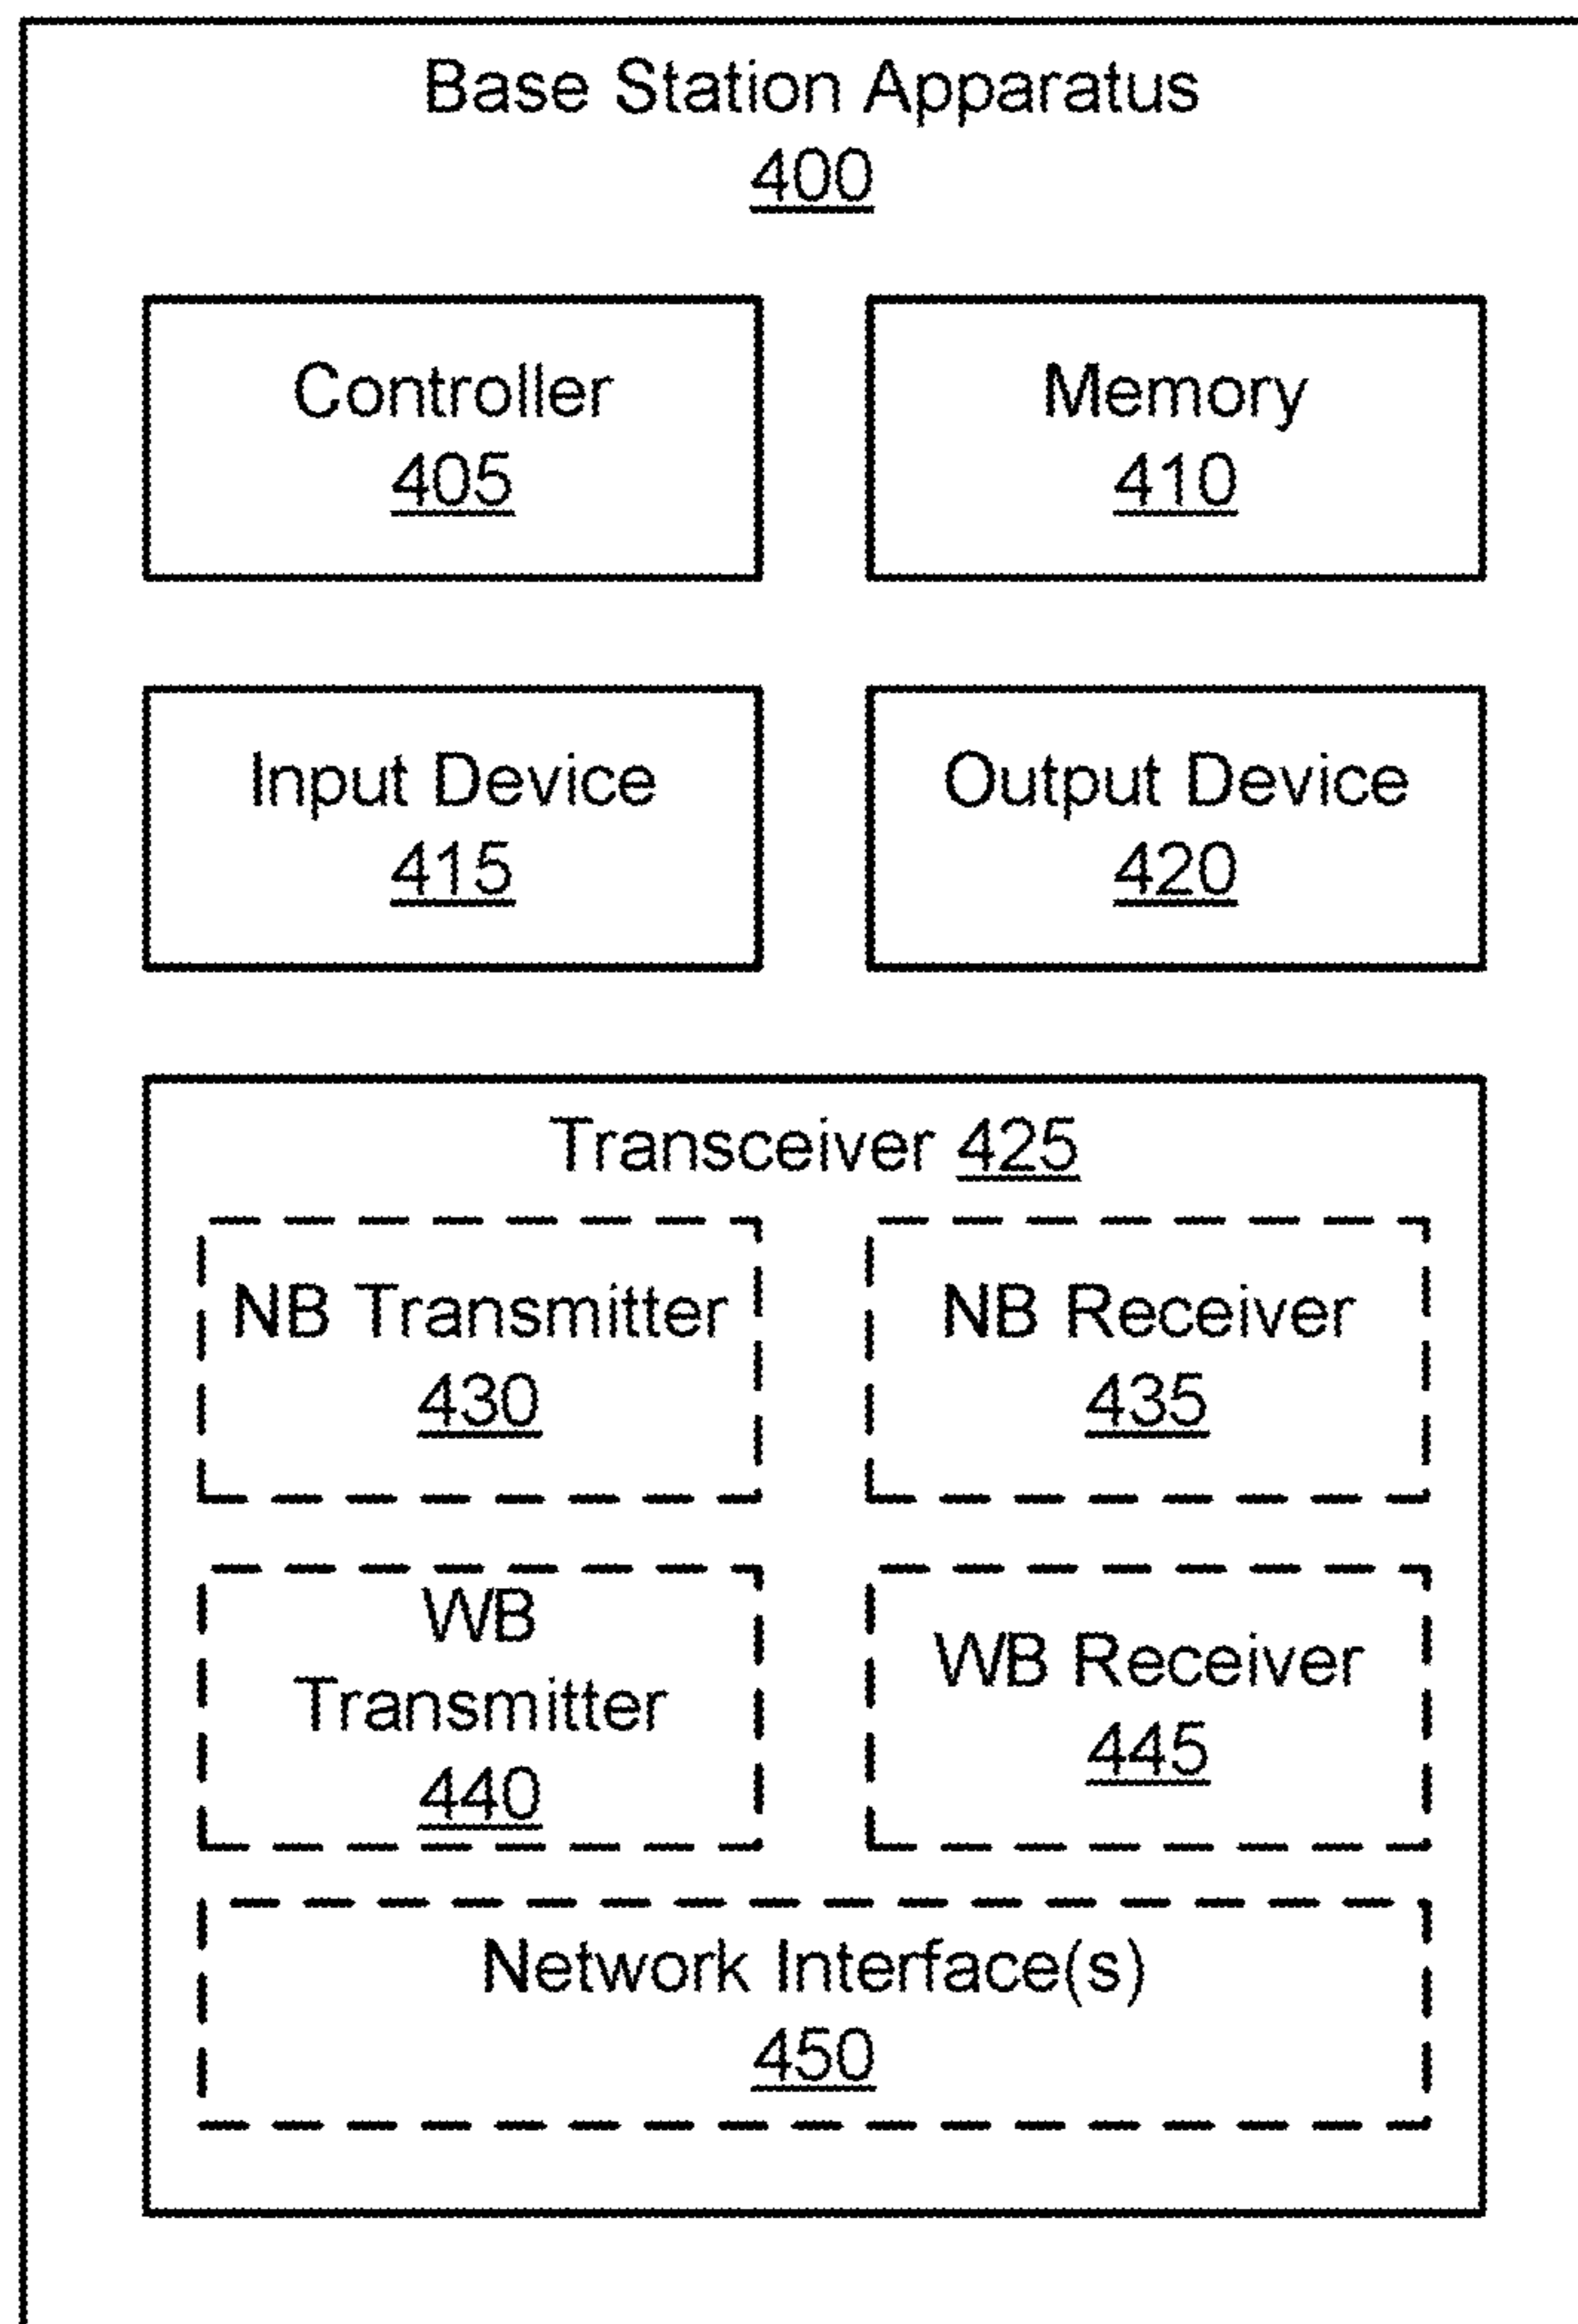 Base Station Apparatus
400
Controller
405
Memory
410
Input Device
415
Output Device
420
Transceiver 425
NB Transmitter
430
NB Receiver
435
WB
Transmitter
440
WB Receiver
445
Network Interface(s)
450